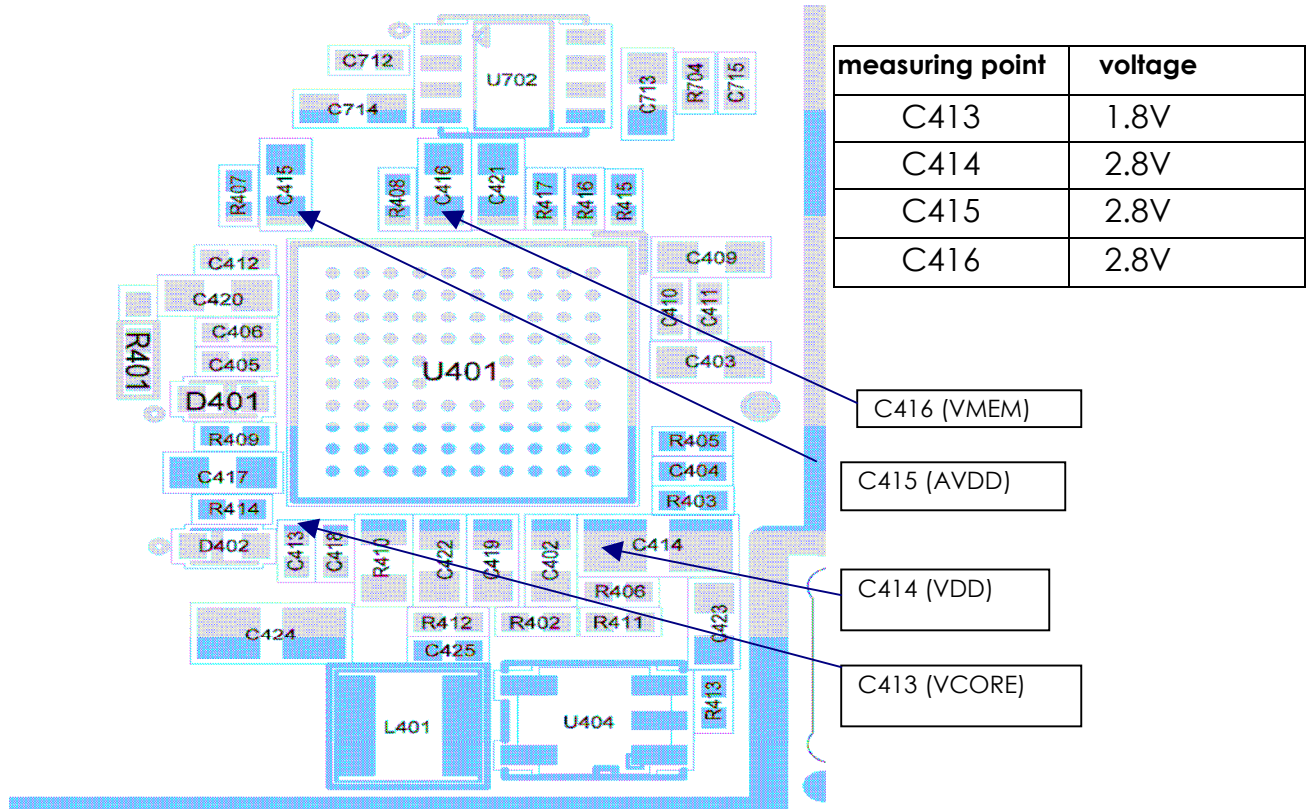 C712
U702
C714
C713
R704
C715
R407
C415
R408
C416
C421
R417
R416
R415
C412
C409
C420
C410
C411
R401
C406
C405
U401
C403
D401
R409
R405
C417
C404
R414
R403
D402
C413
C418
R410
C422
C419
C402
C414
R406
C423
C424
R412
R402
R411
C425
L401
U404
R413
measuring point voltage
C413 1.8V
C414 2.8V
C415 2.8V
C416 2.8V
C416 (VMEM)
C415 (AVDD)
C414 (VDD)
C413 (VCORE)